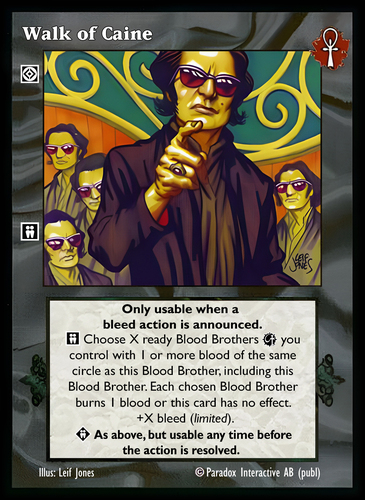 Walk of Caine
LEIF
JONES
Only usable when a
bleed action is announced.
Choose X ready Blood Brothers you
control with 1 or more blood of the same
circle as this Blood Brother, including this
Blood Brother. Each chosen Blood Brother
burns 1 blood or this card has no effect.
+X bleed (limited).
As above, but usable any time before
the action is resolved.
Illus: Leif Jones © Paradox Interactive AB (publ)